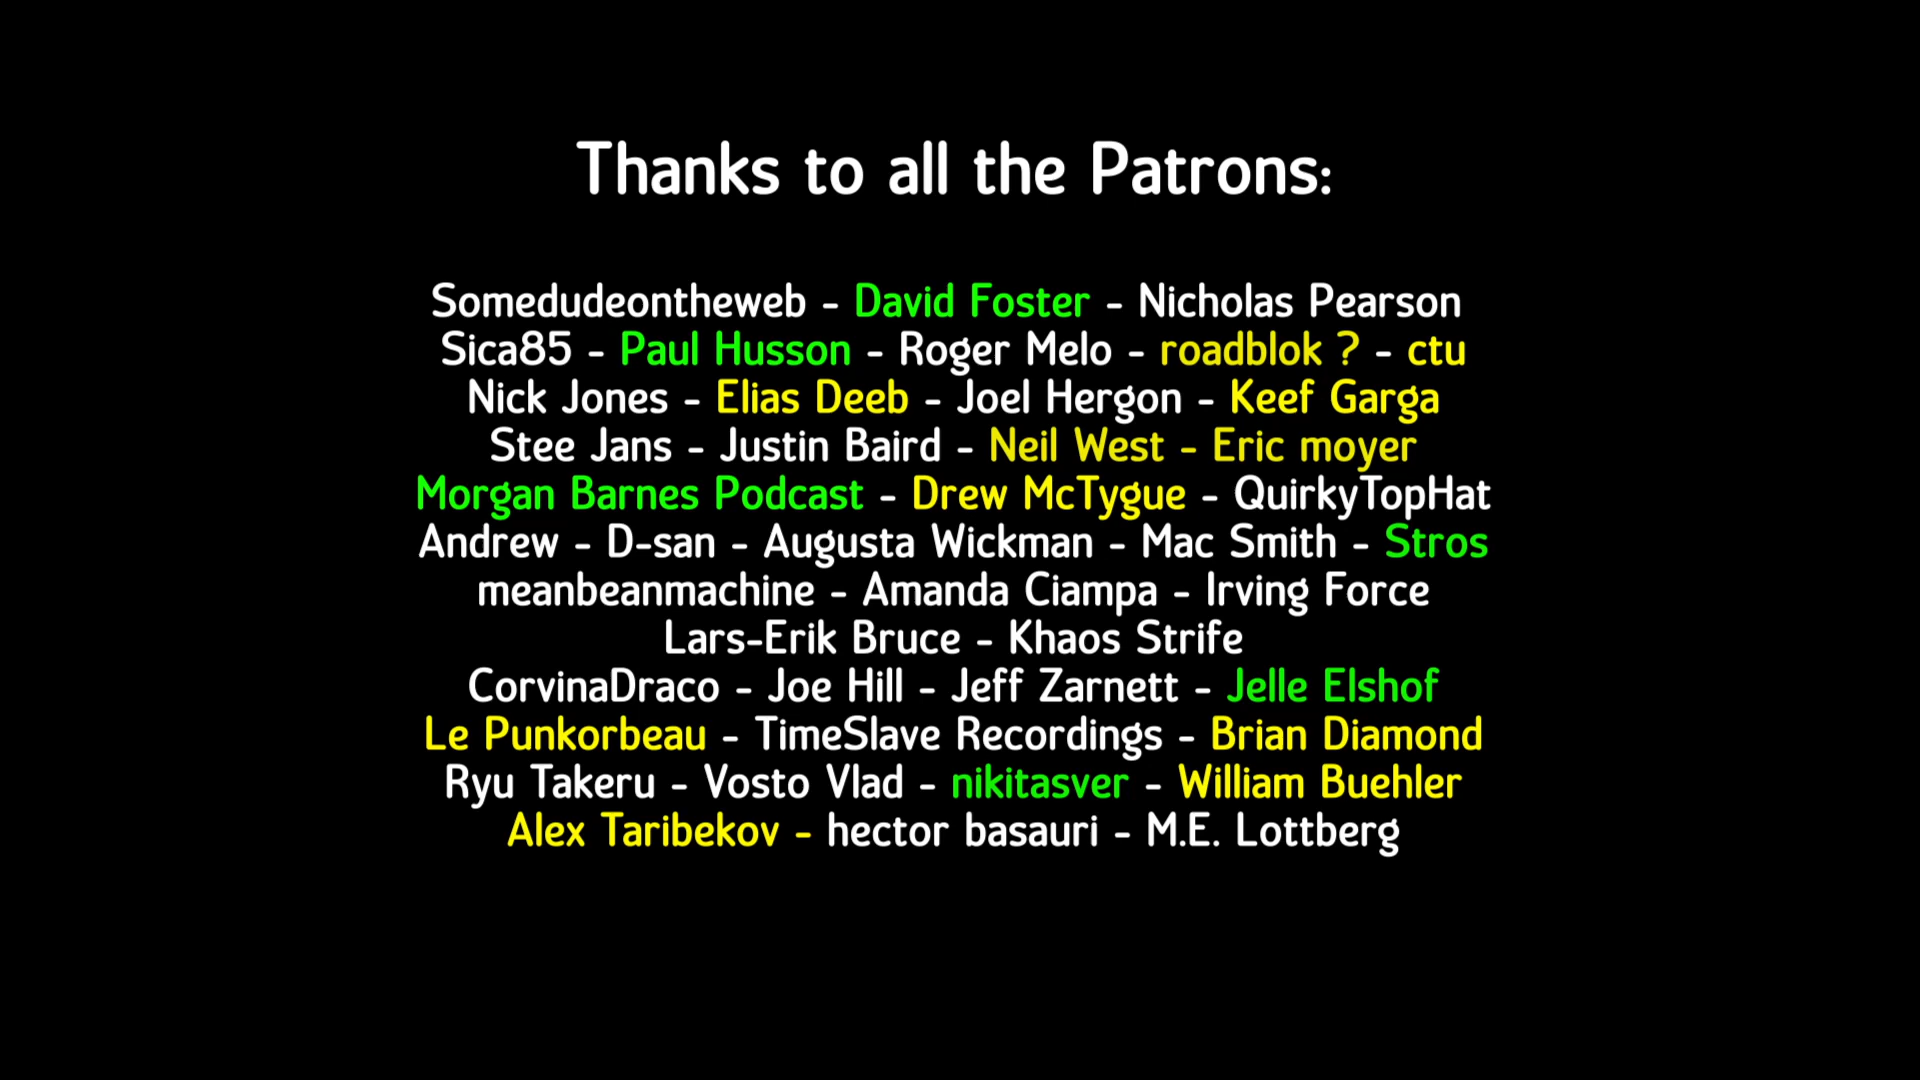 Thanks to all the Patrons:
Somedudeontheweb - David Foster - Nicholas Pearson
Sica85 - Paul Husson - Roger Melo - roadblok ? - ctu
Nick Jones - Elias Deeb - Joel Hergon - Keef Garga
Stee Jans - Justin Baird - Neil West - Eric moyer
Morgan Barnes Podcast - Drew McTygue - QuirkyTopHat
Andrew - D-san - Augusta Wickman - Mac Smith - Stros
meanbeanmachine - Amanda Ciampa - Irving Force
Lars-Erik Bruce - Khaos Strife
CorvinaDraco - Joe Hill - Jeff Zarnett - Jelle Elshof
Le Punkorbeau - TimeSlave Recordings - Brian Diamond
Ryu Takeru - Vosto Vlad - nikitasver - William Buehler
Alex Taribekov - hector basauri - M.E. Lottberg